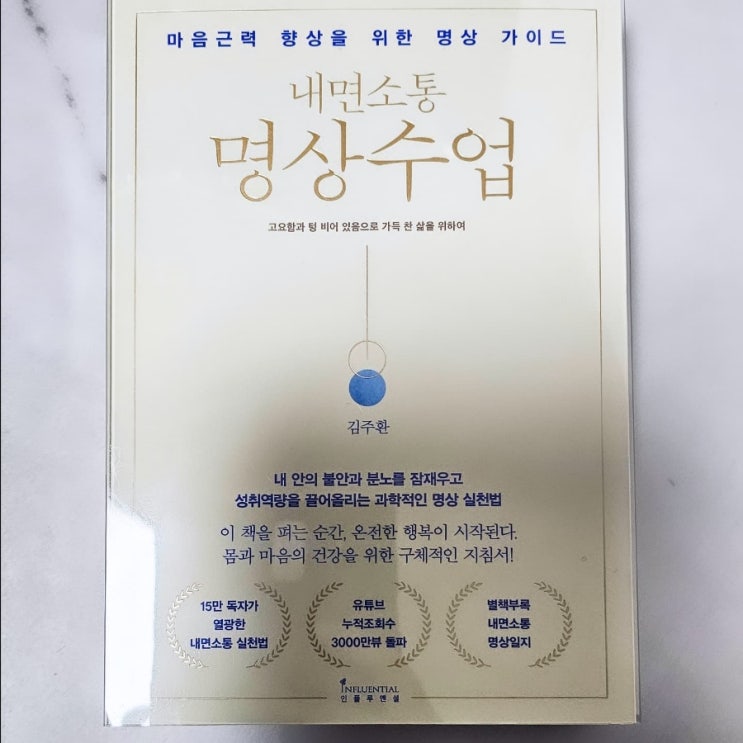 마음근력 향상을 위한 명상 가이드
내면소통
명상수업
고요함과 텅 비어 있음으로 가득 찬 삶을 위하여
김주환
내 안의 불안과 분노를 잠재우고
성취역량을 끌어올리는 과학적인 명상 실천법
이 책을 펴는 순간, 온전한 행복이 시작된다.
몸과 마음의 건강을 위한 구체적인 지침서!
15만 독자가
열광한
내면소통 실천법
유튜브
누적조회수
3000만뷰 돌파
별책부록
내면소통
명상일지
INFLUENTIAL
인플루엔셜